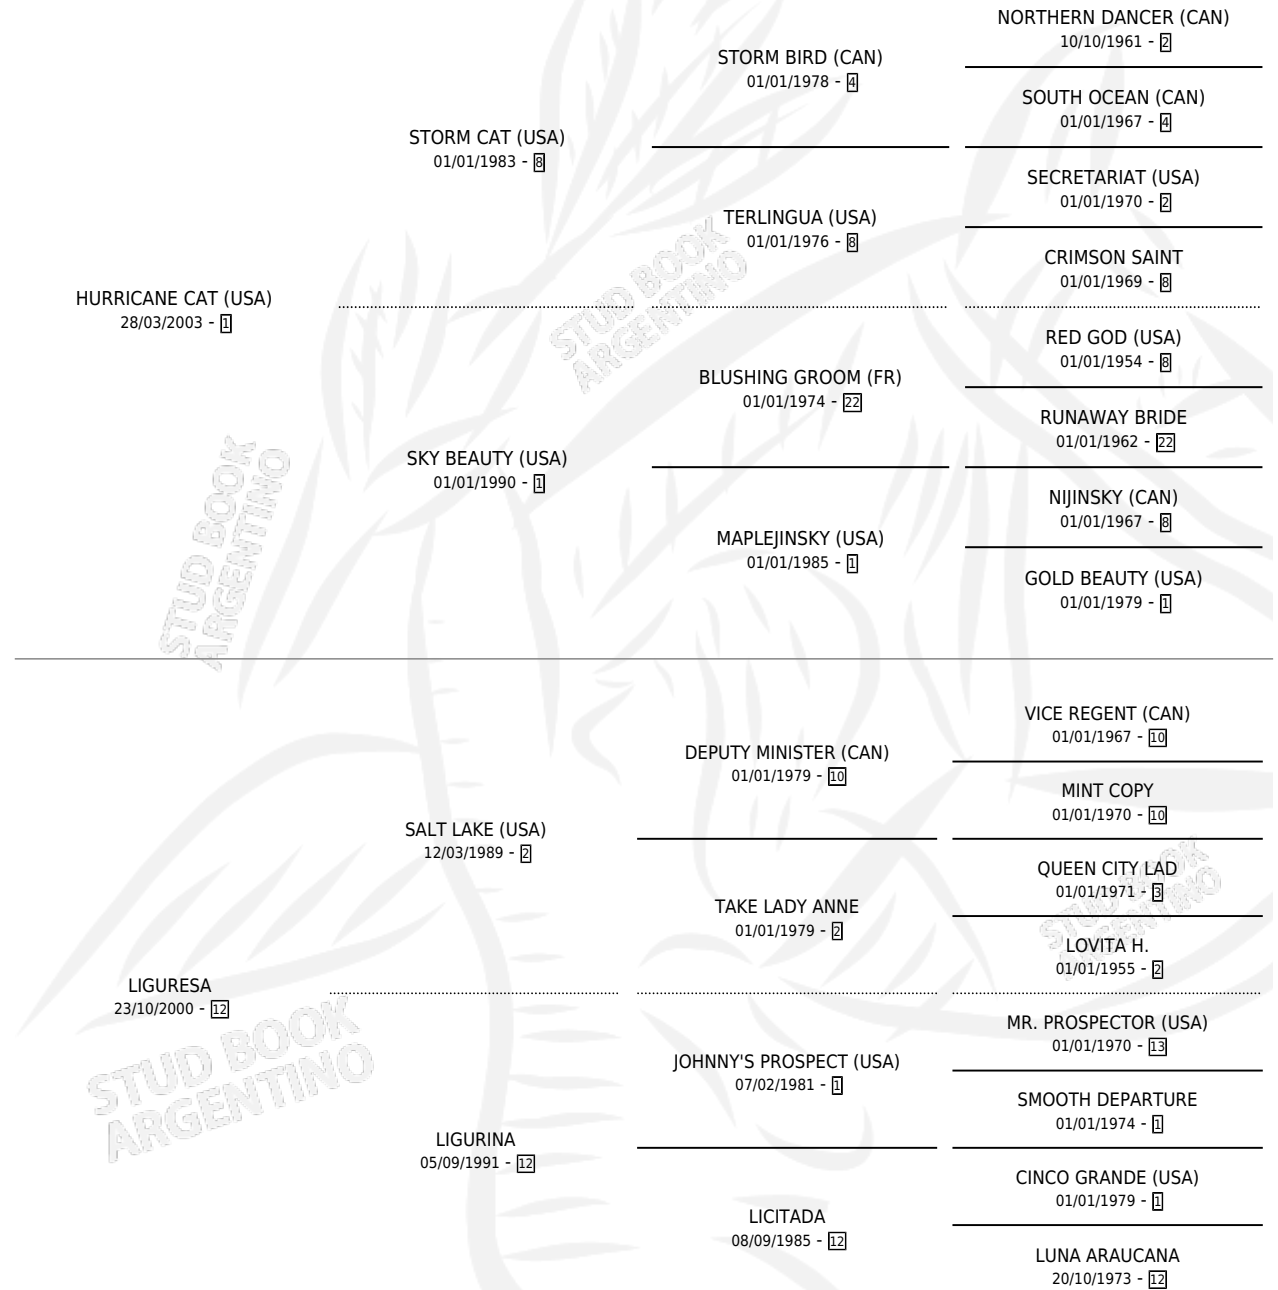 NORTHERN DANCER (CAN)
10/10/1961 - 2
STORM BIRD (CAN)
01/01/1978 - 4
SOUTH OCEAN (CAN)
01/01/1967 - 4
STORM CAT (USA)
01/01/1983 - 8
SECRETARIAT (USA)
01/01/1970 - 2
TERLINGUA (USA)
01/01/1976 - 8
CRIMSON SAINT
01/01/1969 - 8
HURRICANE CAT (USA)
28/03/2003 - 1
RED GOD (USA)
01/01/1954 - 8
BLUSHING GROOM (FR)
01/01/1974 - 22
RUNAWAY BRIDE
01/01/1962 - 22
SKY BEAUTY (USA)
01/01/1990 - 1
NIJINSKY (CAN)
01/01/1967 - 8
MAPLEJINSKY (USA)
01/01/1985 - 1
GOLD BEAUTY (USA)
01/01/1979 - 1
VICE REGENT (CAN)
01/01/1967 - 10
DEPUTY MINISTER (CAN)
01/01/1979 - 10
MINT COPY
01/01/1970 - 10
SALT LAKE (USA)
12/03/1989 - 2
QUEEN CITY LAD
01/01/1971 - 3
TAKE LADY ANNE
01/01/1979 - 2
LOVITA H.
01/01/1955 - 2
LIGURESA
23/10/2000 - 12
MR. PROSPECTOR (USA)
01/01/1970 - 13
JOHNNY'S PROSPECT (USA)
07/02/1981 - 1
SMOOTH DEPARTURE
01/01/1974 - 1
LIGURINA
05/09/1991 - 12
CINCO GRANDE (USA)
01/01/1979 - 1
LICITADA
08/09/1985 - 12
LUNA ARAUCANA
20/10/1973 - 12
STUD BOOK
ARGENTINO
STUD BOOK
ARGENTINO
STUD BOOK
ARGENTINO
STUD BOOK
ARGENTINO